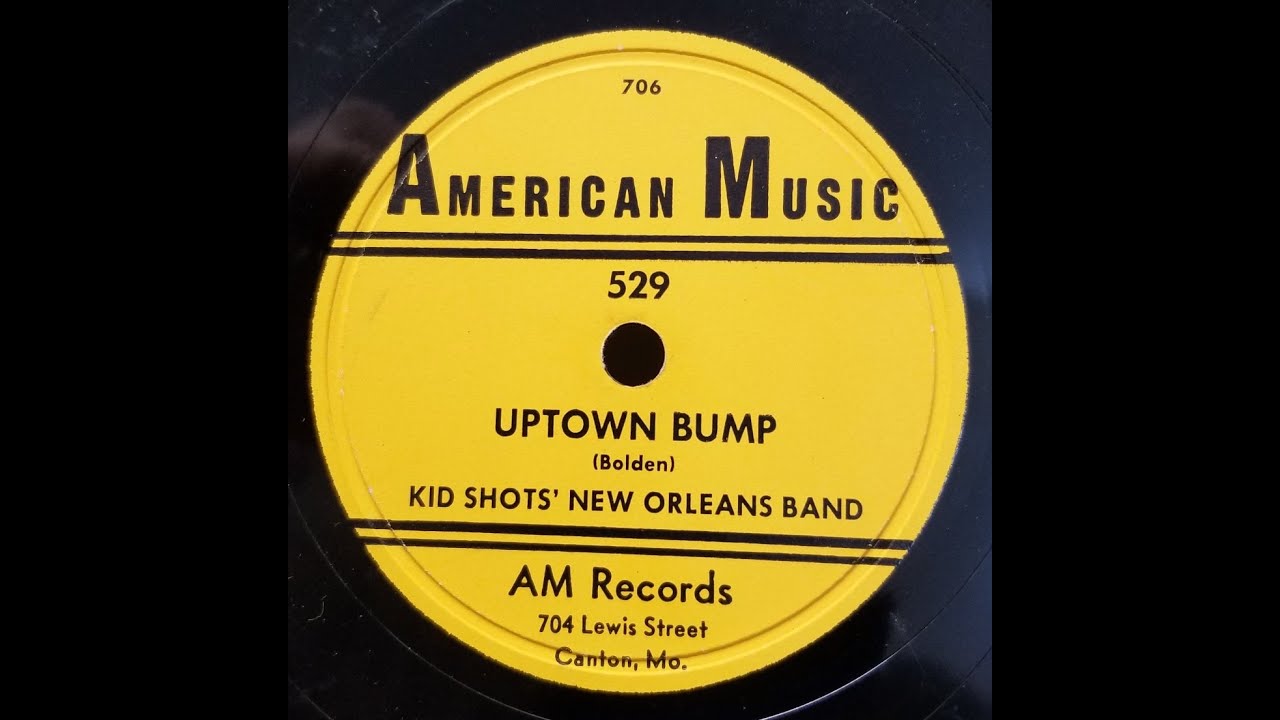 706
AMERICAN MUSIC
529
UPTOWN BUMP
(Bolden)
KID SHOTS' NEW ORLEANS BAND
AM Records
704 Lewis Street
Canton, Mo.